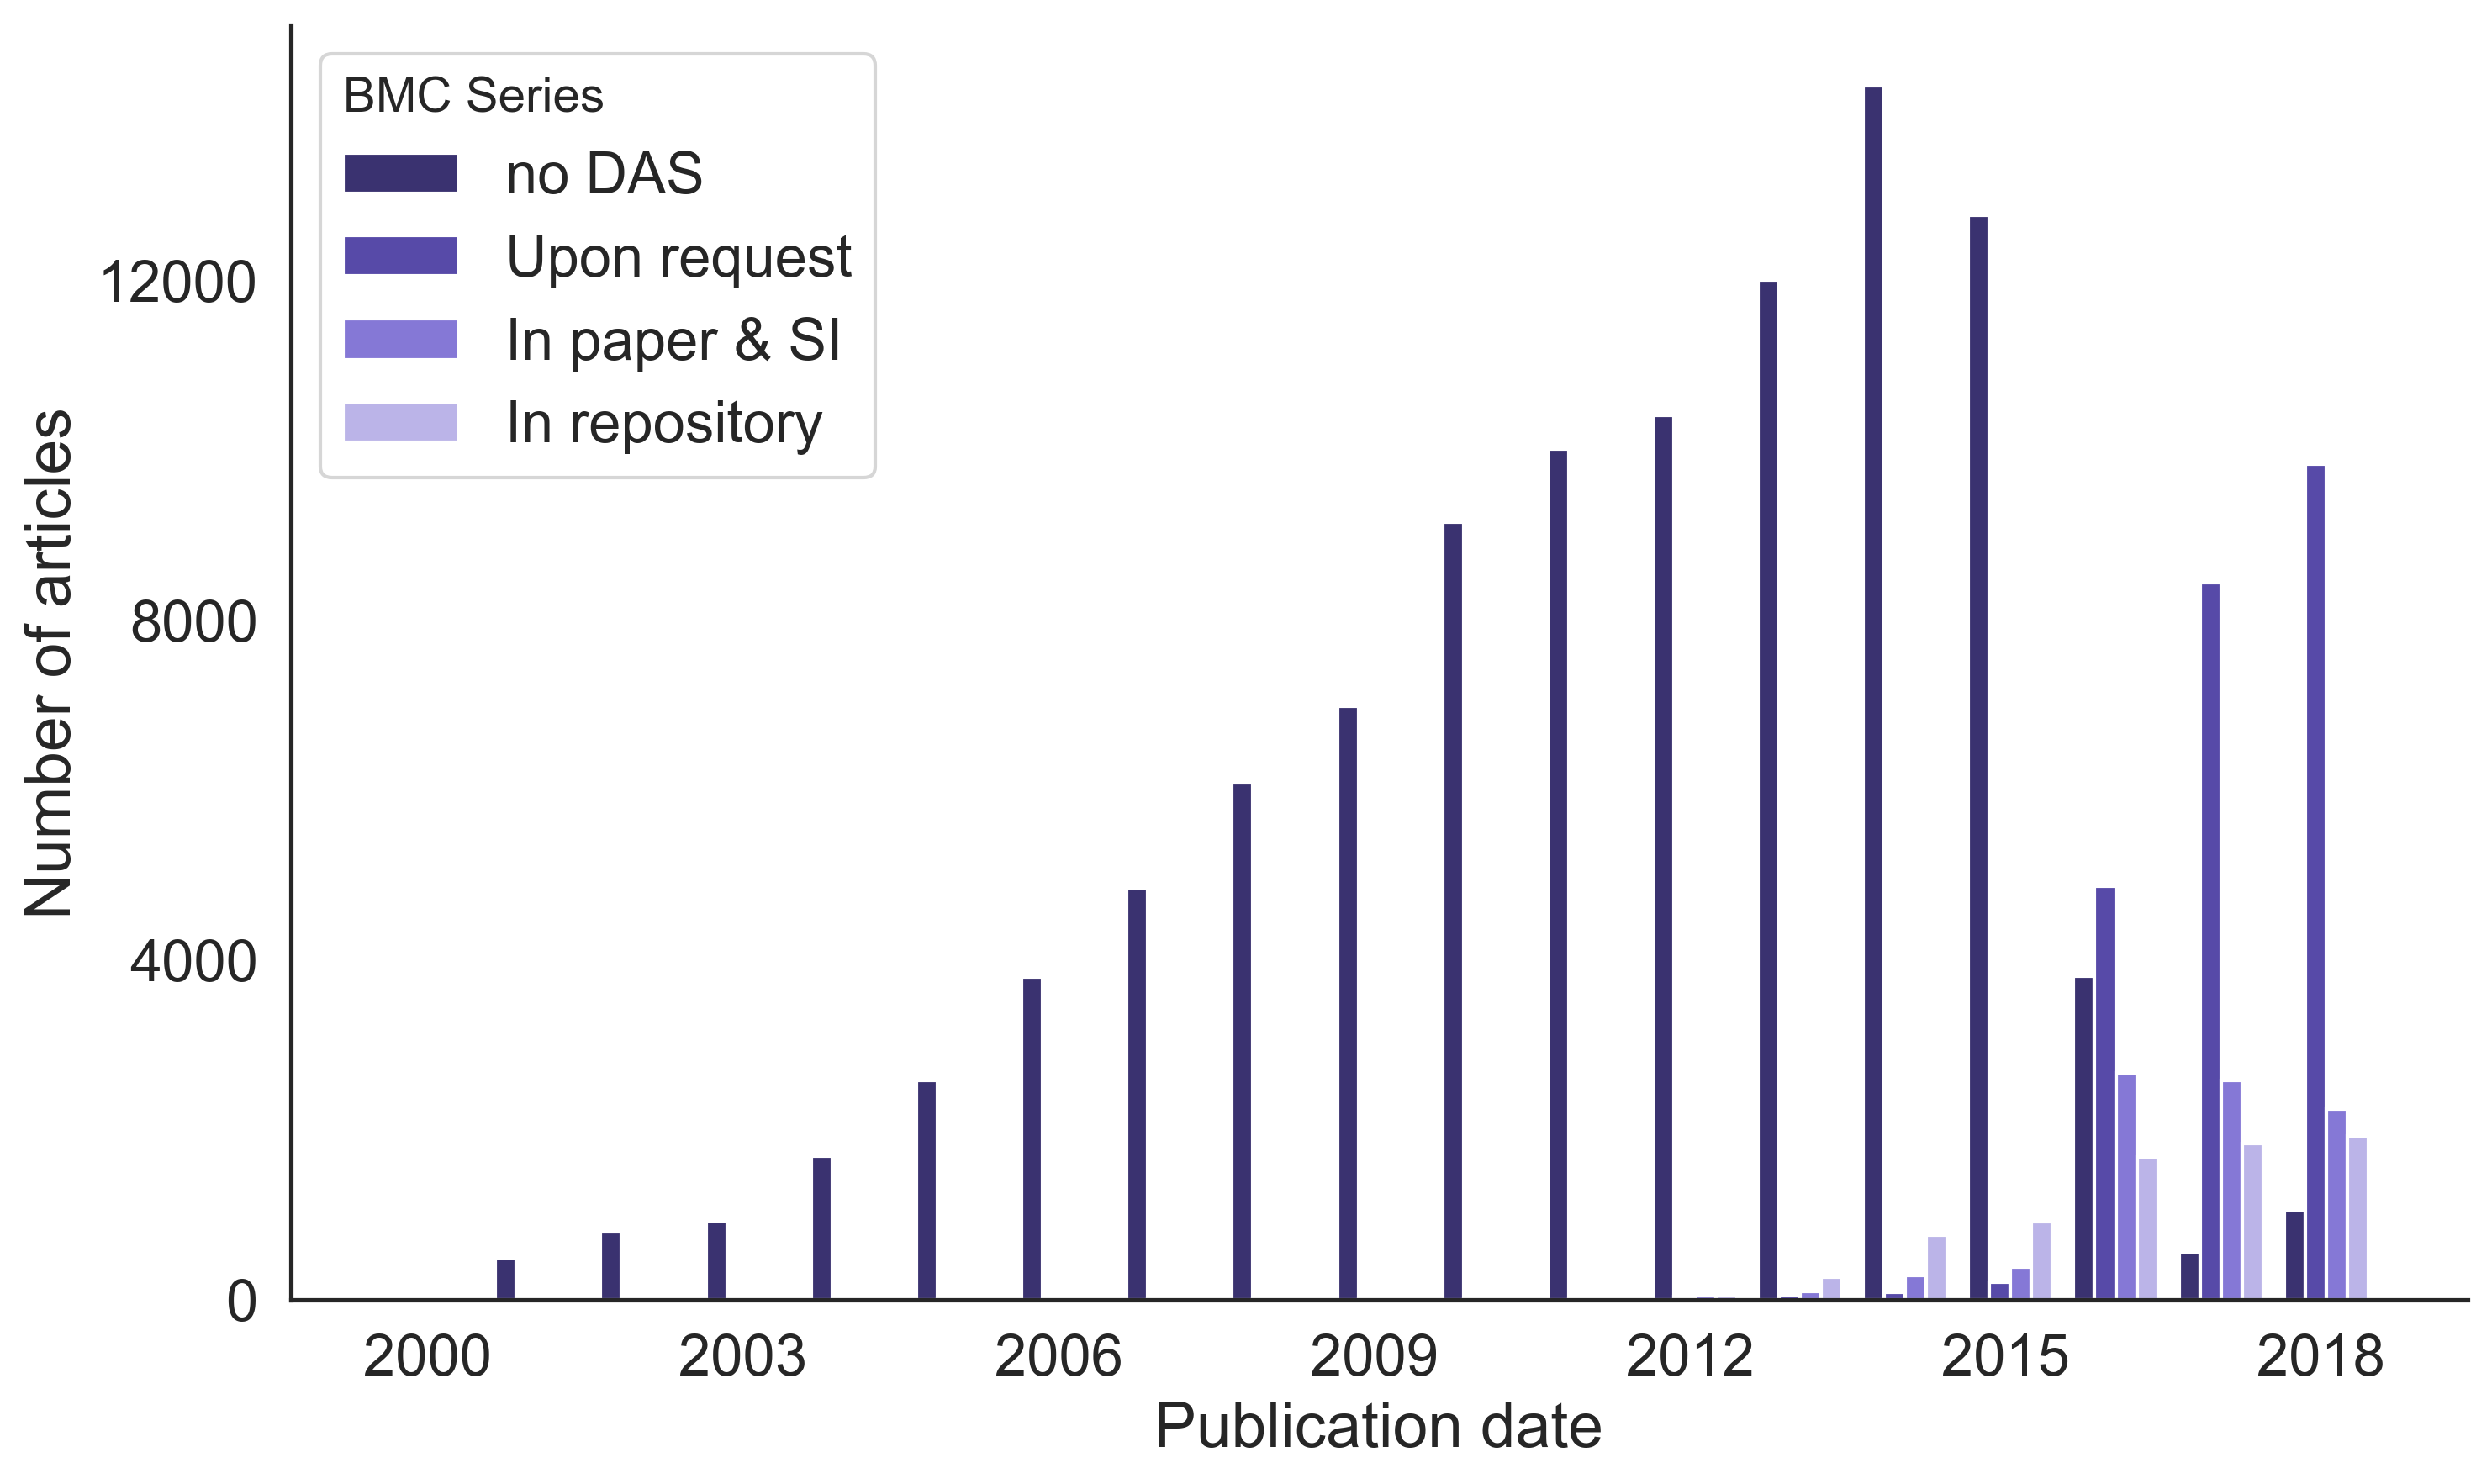 BMC Series
no DAS
Upon request
In paper & SI
In repository
12000
8000
4000
0
Number of articles
2000 2003 2006 2009 2012 2015 2018
Publication date